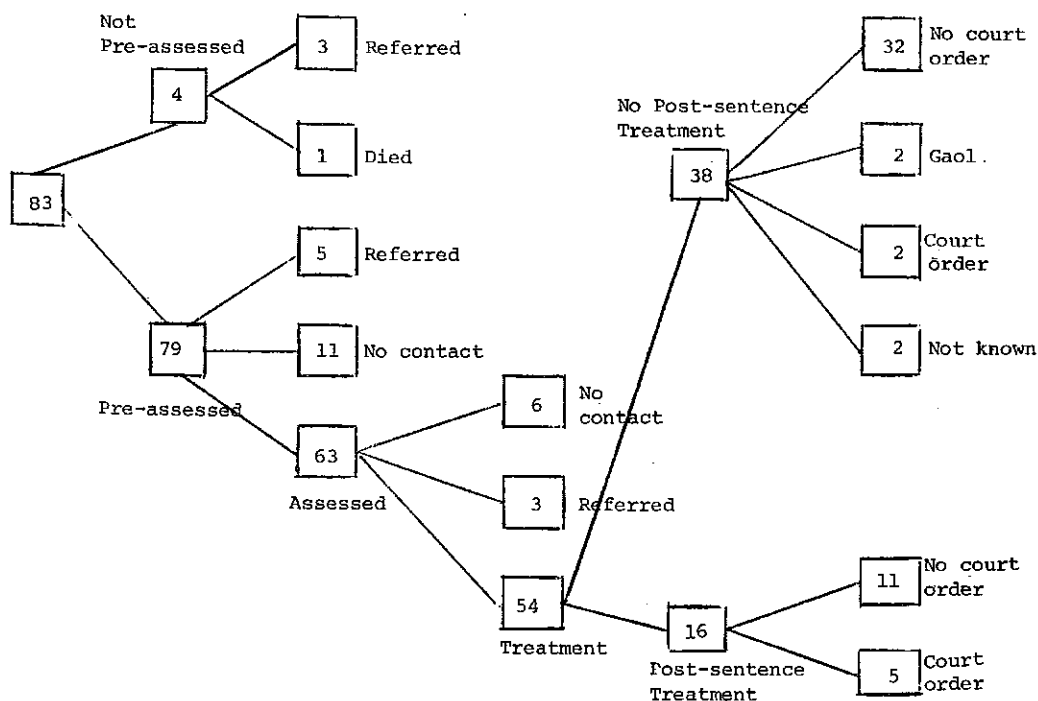 Not
Pre-assessed
4
3 Referred
1 Died
83
5 Referred
79
Pre-assessed
11 No contact
63
Assessed
6 No
contact
3 Referred
54
Treatment
No Post-sentence
Treatment
38
32 No court
order
2 Gaol.
2 Court
order
2 Not known
16
Post-sentence
Treatment
11 No court
order
5 Court
order